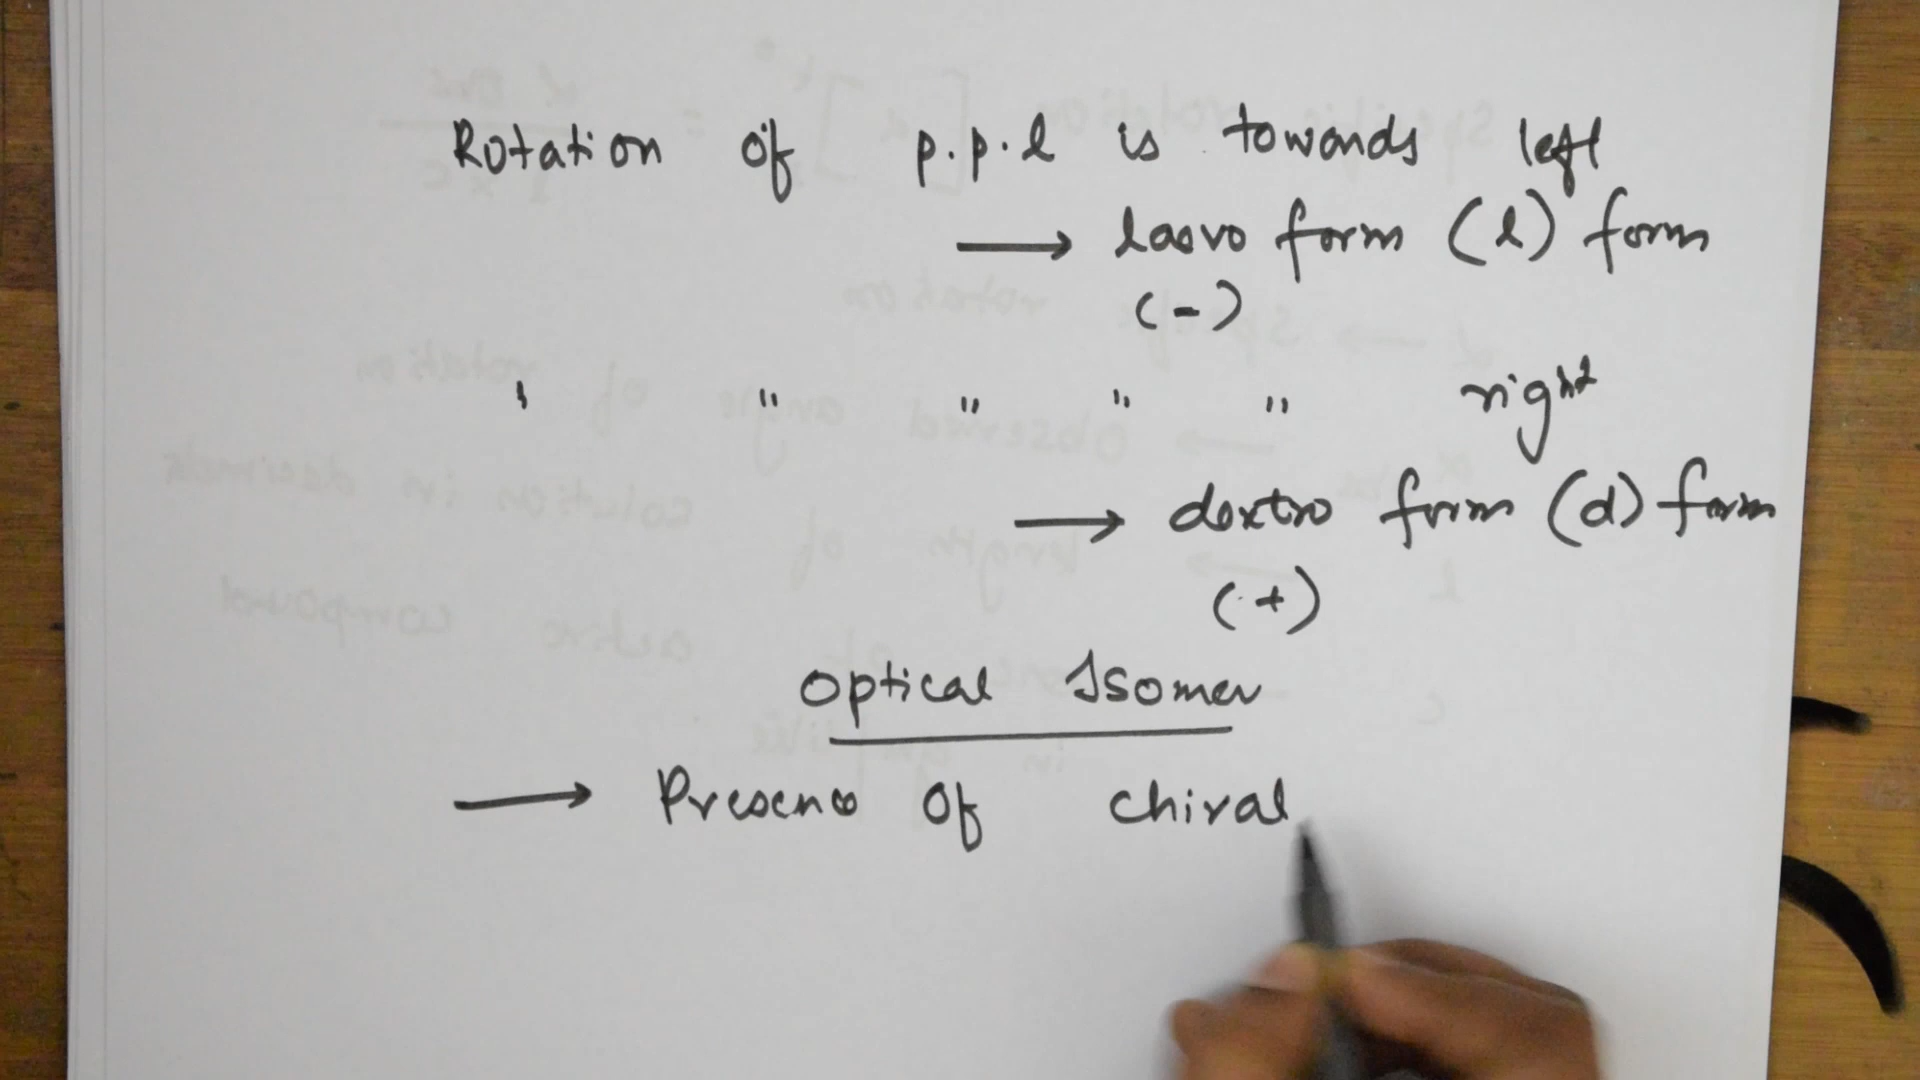 Rotation of p.p.l is towards left
→ laevo form (l) form
(-)
" " " " " right
→ dextro form (d) form
(+)
Optical Isomer
→ Presence of chiral